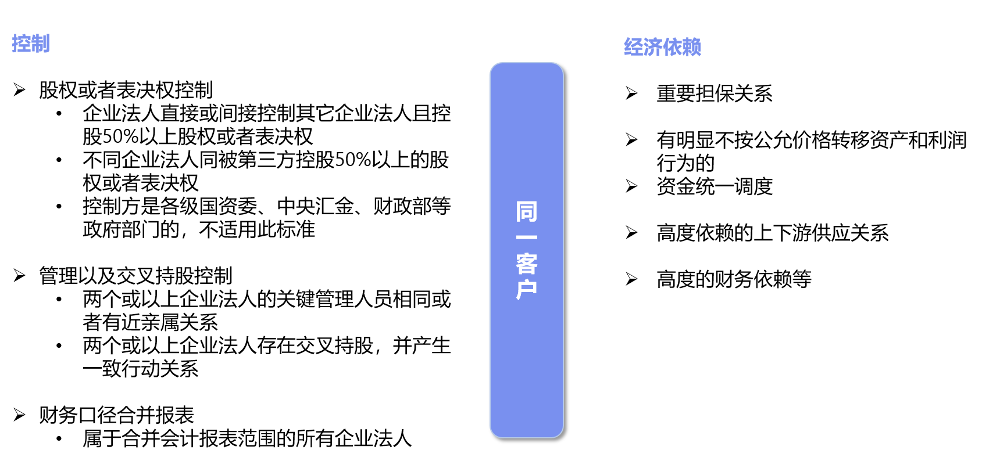 控制
➢ 股权或者表决权控制
• 企业法人直接或间接控制其它企业法人且控
股50%以上股权或者表决权
• 不同企业法人同被第三方控股50%以上的股
权或者表决权
• 控制方是各级国资委、中央汇金、财政部等
政府部门的，不适用此标准
➢ 管理以及交叉持股控制
• 两个或以上企业法人的关键管理人员相同或
者有近亲属关系
• 两个或以上企业法人存在交叉持股，并产生
一致行动关系
➢ 财务口径合并报表
• 属于合并会计报表范围的所有企业法人
同
一
客
户
经济依赖
➢ 重要担保关系
➢ 有明显不按公允价格转移资产和利润
行为的
➢ 资金统一调度
➢ 高度依赖的上下游供应关系
➢ 高度的财务依赖等